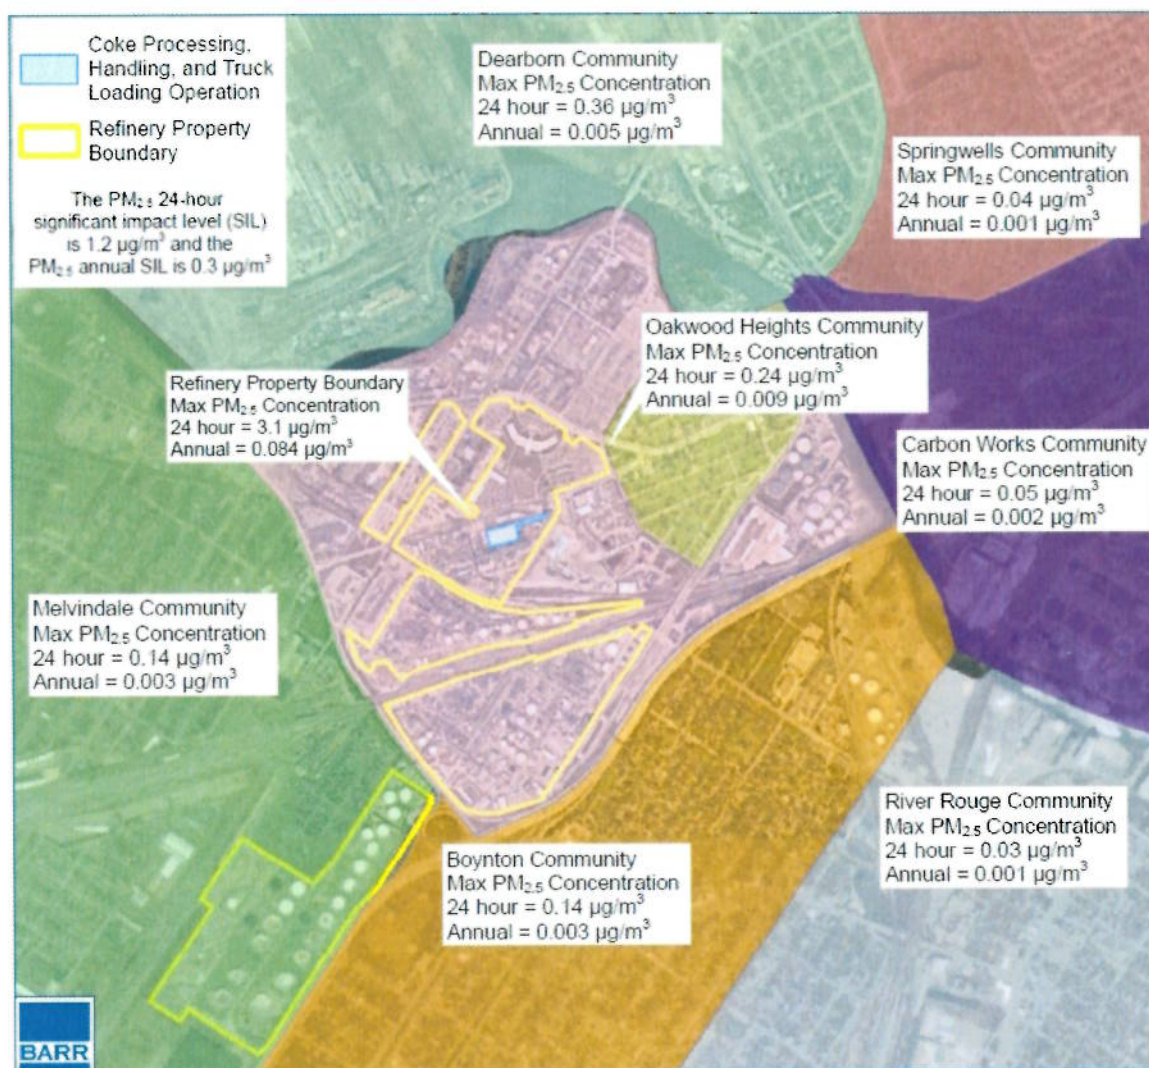 Coke Processing,
Handling, and Truck
Loading Operation
Refinery Property
Boundary
The PM₂.₅ 24-hour
significant impact level (SIL)
is 1.2 µg/m³ and the
PM₂.₅ annual SIL is 0.3 µg/m³
Dearborn Community
Max PM₂.₅ Concentration
24 hour = 0.36 µg/m³
Annual = 0.005 µg/m³
Springwells Community
Max PM₂.₅ Concentration
24 hour = 0.04 µg/m³
Annual = 0.001 µg/m³
Oakwood Heights Community
Max PM₂.₅ Concentration
24 hour = 0.24 µg/m³
Annual = 0.009 µg/m³
Refinery Property Boundary
Max PM₂.₅ Concentration
24 hour = 3.1 µg/m³
Annual = 0.084 µg/m³
Carbon Works Community
Max PM₂.₅ Concentration
24 hour = 0.05 µg/m³
Annual = 0.002 µg/m³
Melvindale Community
Max PM₂.₅ Concentration
24 hour = 0.14 µg/m³
Annual = 0.003 µg/m³
River Rouge Community
Max PM₂.₅ Concentration
24 hour = 0.03 µg/m³
Annual = 0.001 µg/m³
Boynton Community
Max PM₂.₅ Concentration
24 hour = 0.14 µg/m³
Annual = 0.003 µg/m³
BARR